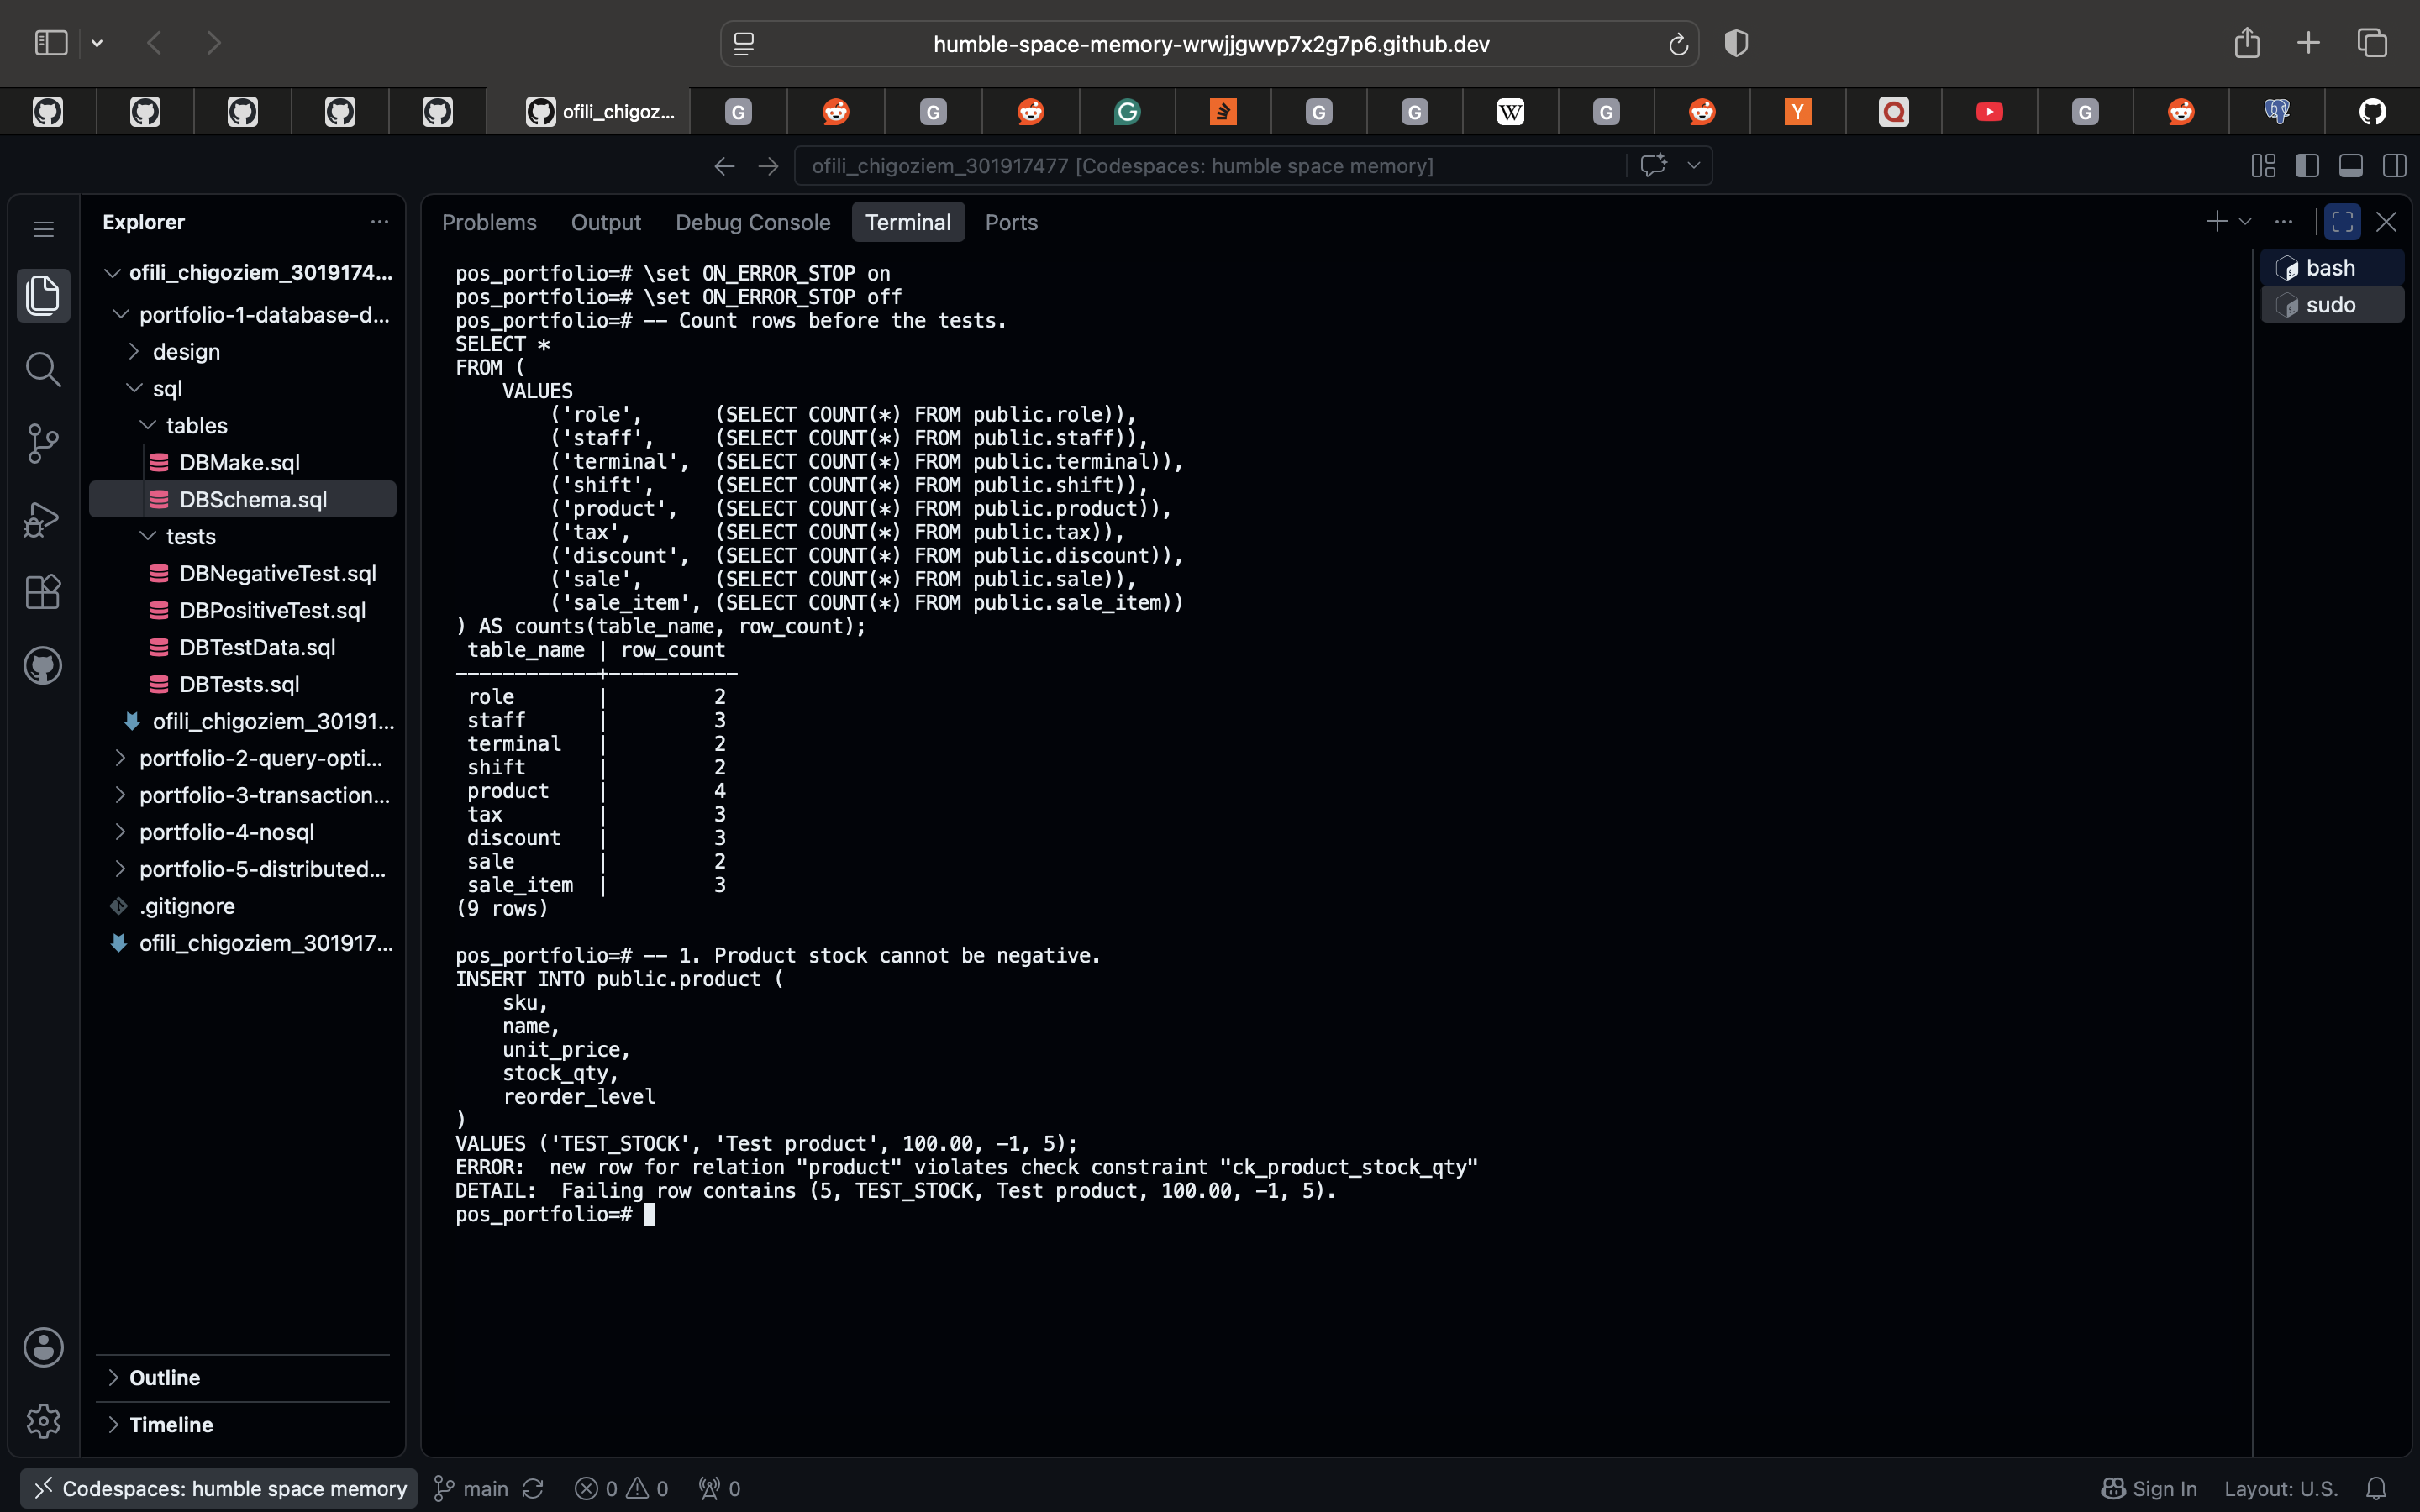 humble-space-memory-wrwjjgwvp7x2g7p6.github.dev
ofili_chigoz...
ofili_chigoziem_301917477 [Codespaces: humble space memory]
Explorer
ofili_chigoziem_3019174...
portfolio-1-database-d...
design
sql
tables
DBMake.sql
DBSchema.sql
tests
DBNegativeTest.sql
DBPositiveTest.sql
DBTestData.sql
DBTests.sql
ofili_chigoziem_30191...
portfolio-2-query-opti...
portfolio-3-transaction...
portfolio-4-nosql
portfolio-5-distributed...
.gitignore
ofili_chigoziem_301917...
Outline
Timeline
Problems Output Debug Console Terminal Ports
pos_portfolio=# \set ON_ERROR_STOP on
pos_portfolio=# \set ON_ERROR_STOP off
pos_portfolio=# -- Count rows before the tests.
SELECT *
FROM (
    VALUES
        ('role',      (SELECT COUNT(*) FROM public.role)),
        ('staff',     (SELECT COUNT(*) FROM public.staff)),
        ('terminal',  (SELECT COUNT(*) FROM public.terminal)),
        ('shift',     (SELECT COUNT(*) FROM public.shift)),
        ('product',   (SELECT COUNT(*) FROM public.product)),
        ('tax',       (SELECT COUNT(*) FROM public.tax)),
        ('discount',  (SELECT COUNT(*) FROM public.discount)),
        ('sale',      (SELECT COUNT(*) FROM public.sale)),
        ('sale_item', (SELECT COUNT(*) FROM public.sale_item))
) AS counts(table_name, row_count);
 table_name | row_count
------------+-----------
 role       |         2
 staff      |         3
 terminal   |         2
 shift      |         2
 product    |         4
 tax        |         3
 discount   |         3
 sale       |         2
 sale_item  |         3
(9 rows)
pos_portfolio=# -- 1. Product stock cannot be negative.
INSERT INTO public.product (
    sku,
    name,
    unit_price,
    stock_qty,
    reorder_level
)
VALUES ('TEST_STOCK', 'Test product', 100.00, -1, 5);
ERROR:  new row for relation "product" violates check constraint "ck_product_stock_qty"
DETAIL:  Failing row contains (5, TEST_STOCK, Test product, 100.00, -1, 5).
pos_portfolio=#
bash
sudo
Codespaces: humble space memory main 0 0 0 Sign In Layout: U.S.